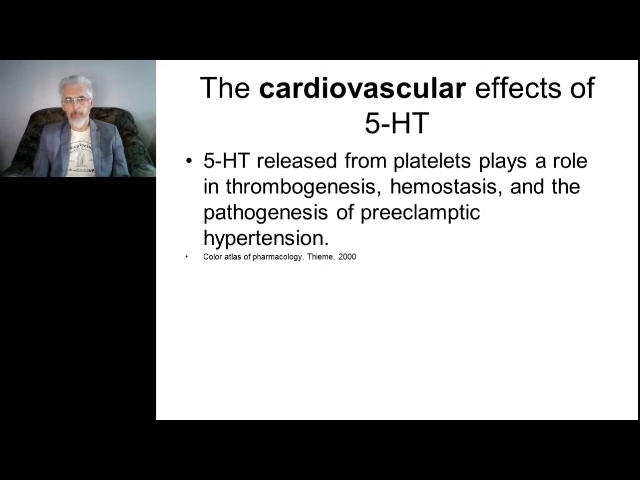 The cardiovascular effects of
5-HT
• 5-HT released from platelets plays a role
in thrombogenesis, hemostasis, and the
pathogenesis of preeclamptic
hypertension.
• Color atlas of pharmacology. Thieme, 2000